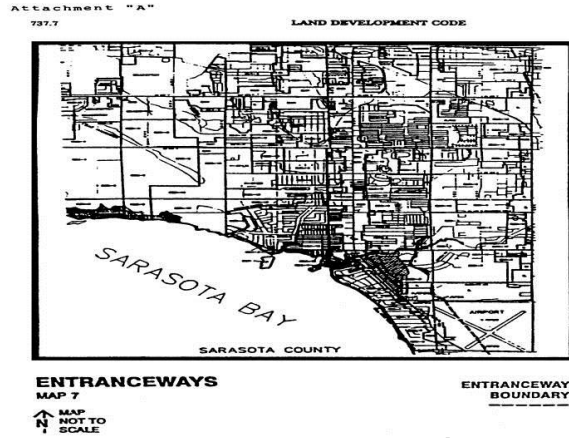 Attachment "A"
737.7 LAND DEVELOPMENT CODE
SARASOTA BAY
AIRPORT
SARASOTA COUNTY
ENTRANCEWAYS
MAP 7
ENTRANCEWAY
BOUNDARY
MAP
N NOT TO
SCALE